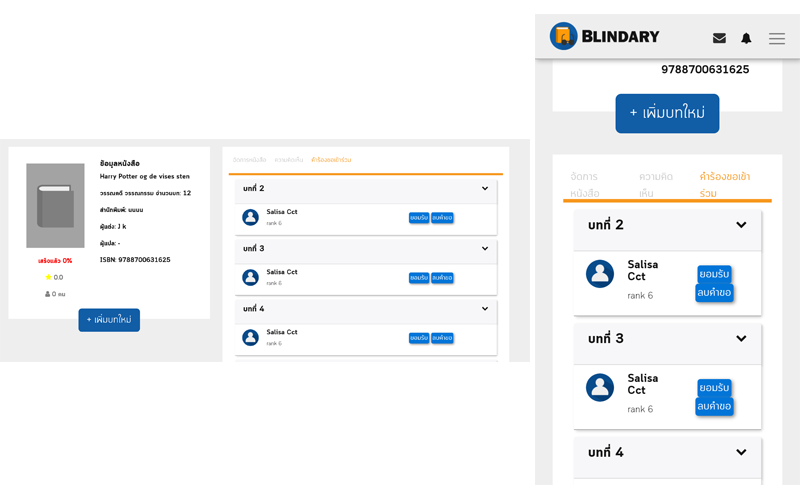 ข้อมูลหนังสือ
Harry Potter og de vises sten
วรรณคดี วรรณกรรม จำนวนบท: 12
สำนักพิมพ์: นนนน
ผู้แต่ง: J k
ผู้แปล: -
ISBN: 9788700631625
เสร็จแล้ว 0%
0.0
0 คน
+ เพิ่มบทใหม่
จัดการหนังสือ ความคิดเห็น คำร้องขอเข้าร่วม
บทที่ 2
Salisa Cct
rank 6
ยอมรับ ลบคำขอ
บทที่ 3
Salisa Cct
rank 6
ยอมรับ ลบคำขอ
บทที่ 4
Salisa Cct
rank 6
ยอมรับ ลบคำขอ
BLINDARY
9788700631625
+ เพิ่มบทใหม่
จัดการ ความคิด คำร้องขอเข้า
หนังสือ เห็น ร่วม
บทที่ 2
Salisa
Cct
rank 6
ยอมรับ
ลบคำขอ
บทที่ 3
Salisa
Cct
rank 6
ยอมรับ
ลบคำขอ
บทที่ 4